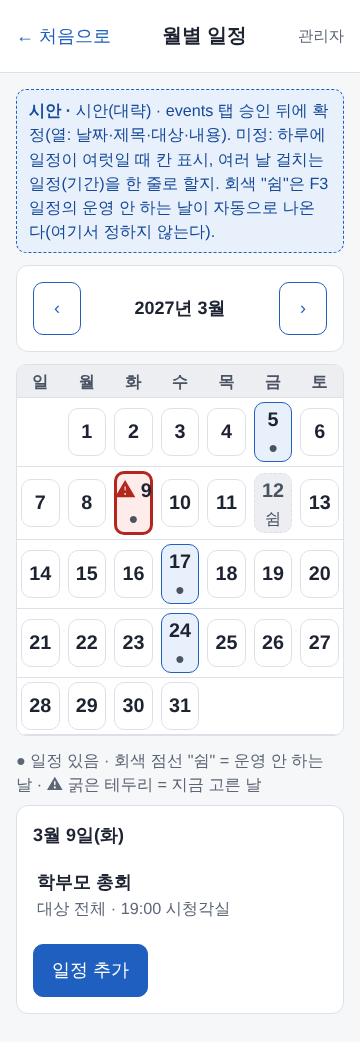 ← 처음으로 월별 일정 관리자
시안 · 시안(대략) · events 탭 승인 뒤에 확
정(열: 날짜·제목·대상·내용). 미정: 하루에
일정이 여럿일 때 칸 표시, 여러 날 걸치는
일정(기간)을 한 줄로 할지. 회색 "쉼"은 F3
일정의 운영 안 하는 날이 자동으로 나온
다(여기서 정하지 않는다).
‹ 2027년 3월 ›
일 월 화 수 목 금 토
1 2 3 4 5 6
●
7 8 ⚠ 9 10 11 12 13
● 쉼
14 15 16 17 18 19 20
●
21 22 23 24 25 26 27
●
28 29 30 31
● 일정 있음 · 회색 점선 "쉼" = 운영 안 하는
날 · ⚠ 굵은 테두리 = 지금 고른 날
3월 9일(화)
학부모 총회
대상 전체 · 19:00 시청각실
일정 추가